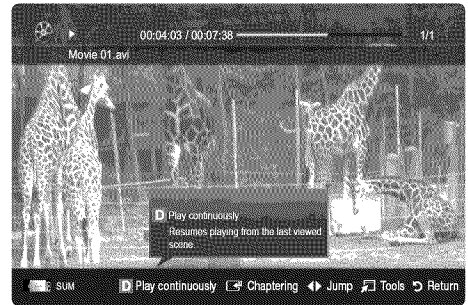 00:04:03 / 00:07:38
1/1
Movie 01.avi
D Play continuously
Resumes playing from the last viewed
scene.
SUM
D Play continuously
Chaptering
Jump
Tools
Return